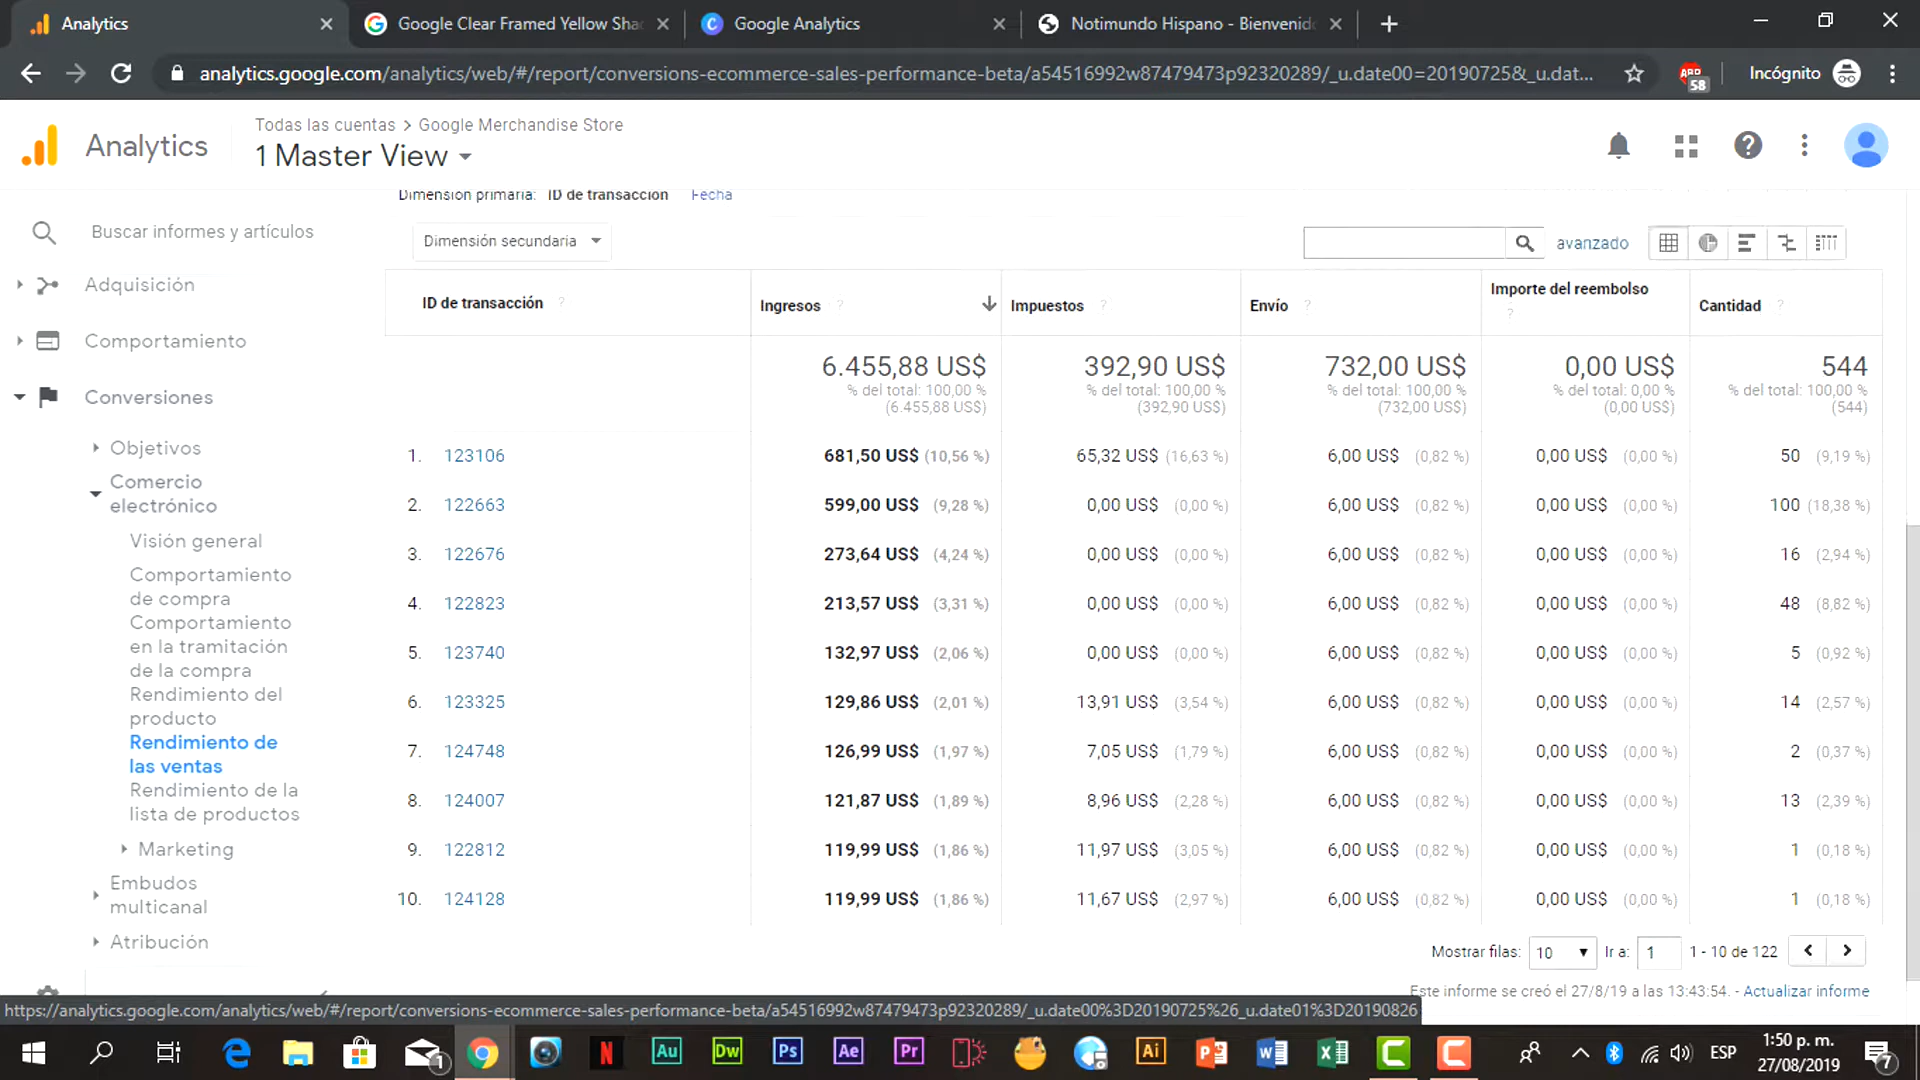 Analytics
Google Clear Framed Yellow Sha
Google Analytics
Notimundo Hispano - Bienvenid
analytics.google.com/analytics/web/#/report/conversions-ecommerce-sales-performance-beta/a54516992w87479473p92320289/_u.date00=20190725&_u.dat...
58
Incógnito
Analytics
Todas las cuentas > Google Merchandise Store
1 Master View
Dimensión primaria: ID de transacción Fecha
Buscar informes y artículos
Dimensión secundaria
avanzado
Adquisición
Comportamiento
Conversiones
Objetivos
Comercio
electrónico
Visión general
Comportamiento
de compra
Comportamiento
en la tramitación
de la compra
Rendimiento del
producto
Rendimiento de
las ventas
Rendimiento de la
lista de productos
Marketing
Embudos
multicanal
Atribución
ID de transacción ? Ingresos ? Impuestos ? Envío ? Importe del reembolso ? Cantidad ?
6.455,88 US$ 392,90 US$ 732,00 US$ 0,00 US$ 544
% del total: 100,00 % % del total: 100,00 % % del total: 100,00 % % del total: 0,00 % % del total: 100,00 %
(6.455,88 US$) (392,90 US$) (732,00 US$) (0,00 US$) (544)
1. 123106 681,50 US$ (10,56 %) 65,32 US$ (16,63 %) 6,00 US$ (0,82 %) 0,00 US$ (0,00 %) 50 (9,19 %)
2. 122663 599,00 US$ (9,28 %) 0,00 US$ (0,00 %) 6,00 US$ (0,82 %) 0,00 US$ (0,00 %) 100 (18,38 %)
3. 122676 273,64 US$ (4,24 %) 0,00 US$ (0,00 %) 6,00 US$ (0,82 %) 0,00 US$ (0,00 %) 16 (2,94 %)
4. 122823 213,57 US$ (3,31 %) 0,00 US$ (0,00 %) 6,00 US$ (0,82 %) 0,00 US$ (0,00 %) 48 (8,82 %)
5. 123740 132,97 US$ (2,06 %) 0,00 US$ (0,00 %) 6,00 US$ (0,82 %) 0,00 US$ (0,00 %) 5 (0,92 %)
6. 123325 129,86 US$ (2,01 %) 13,91 US$ (3,54 %) 6,00 US$ (0,82 %) 0,00 US$ (0,00 %) 14 (2,57 %)
7. 124748 126,99 US$ (1,97 %) 7,05 US$ (1,79 %) 6,00 US$ (0,82 %) 0,00 US$ (0,00 %) 2 (0,37 %)
8. 124007 121,87 US$ (1,89 %) 8,96 US$ (2,28 %) 6,00 US$ (0,82 %) 0,00 US$ (0,00 %) 13 (2,39 %)
9. 122812 119,99 US$ (1,86 %) 11,97 US$ (3,05 %) 6,00 US$ (0,82 %) 0,00 US$ (0,00 %) 1 (0,18 %)
10. 124128 119,99 US$ (1,86 %) 11,67 US$ (2,97 %) 6,00 US$ (0,82 %) 0,00 US$ (0,00 %) 1 (0,18 %)
Mostrar filas: 10 Ir a: 1 1 - 10 de 122
Este informe se creó el 27/8/19 a las 13:43:54. - Actualizar informe
https://analytics.google.com/analytics/web/#/report/conversions-ecommerce-sales-performance-beta/a54516992w87479473p92320289/_u.date00%3D20190725%26_u.date01%3D20190826
1
N
Au
Dw
Ps
Ae
Pr
Ai
ESP
1:50 p. m.
27/08/2019
7